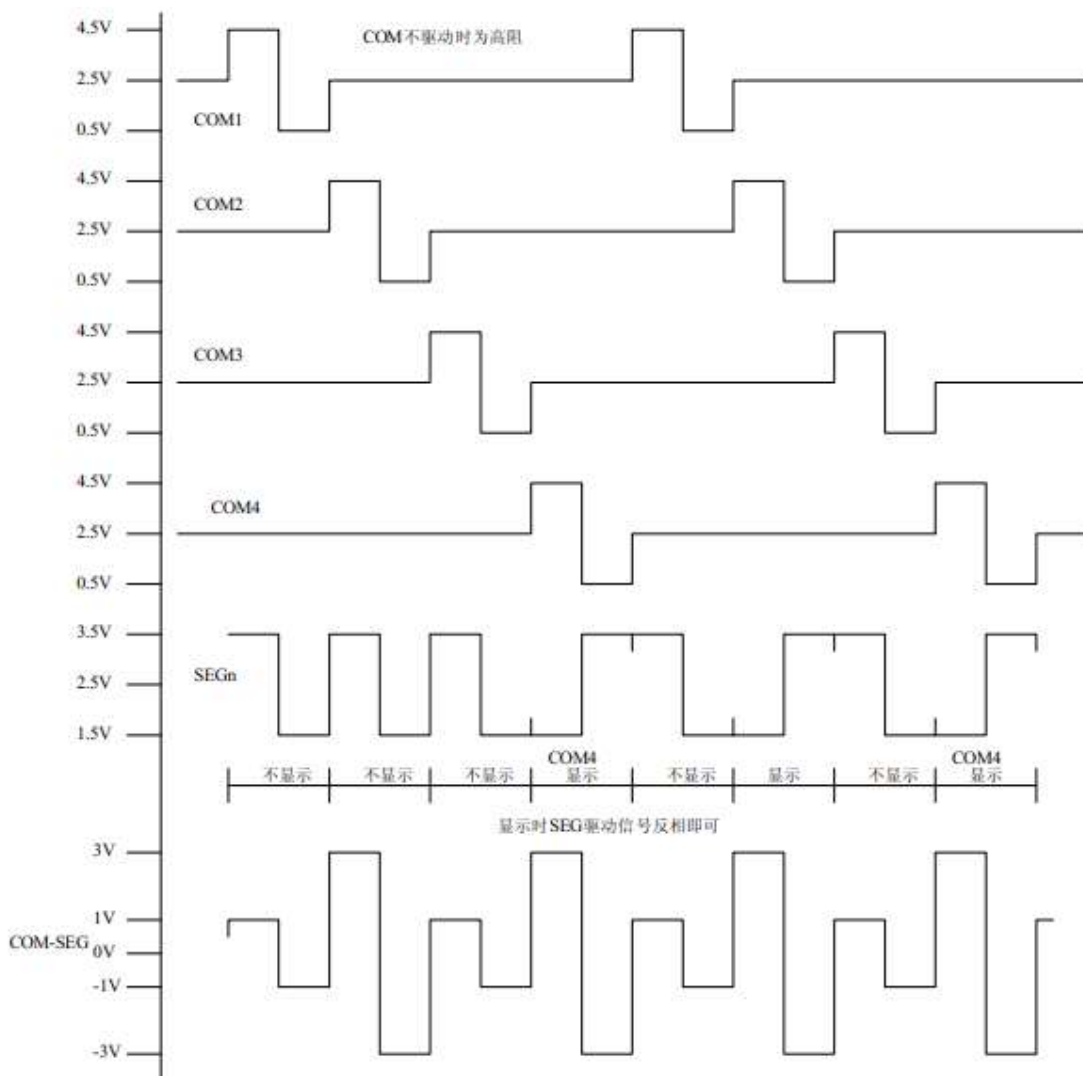 4.5V
COM不驱动时为高阻
2.5V
COM1
0.5V
4.5V
COM2
2.5V
0.5V
4.5V
COM3
2.5V
0.5V
4.5V
COM4
2.5V
0.5V
3.5V
SEGn
2.5V
1.5V
COM4 COM4
不显示 不显示 不显示 显示 不显示 显示 不显示 显示
显示时SEG驱动信号反相即可
3V
1V
COM-SEG 0V
-1V
-3V